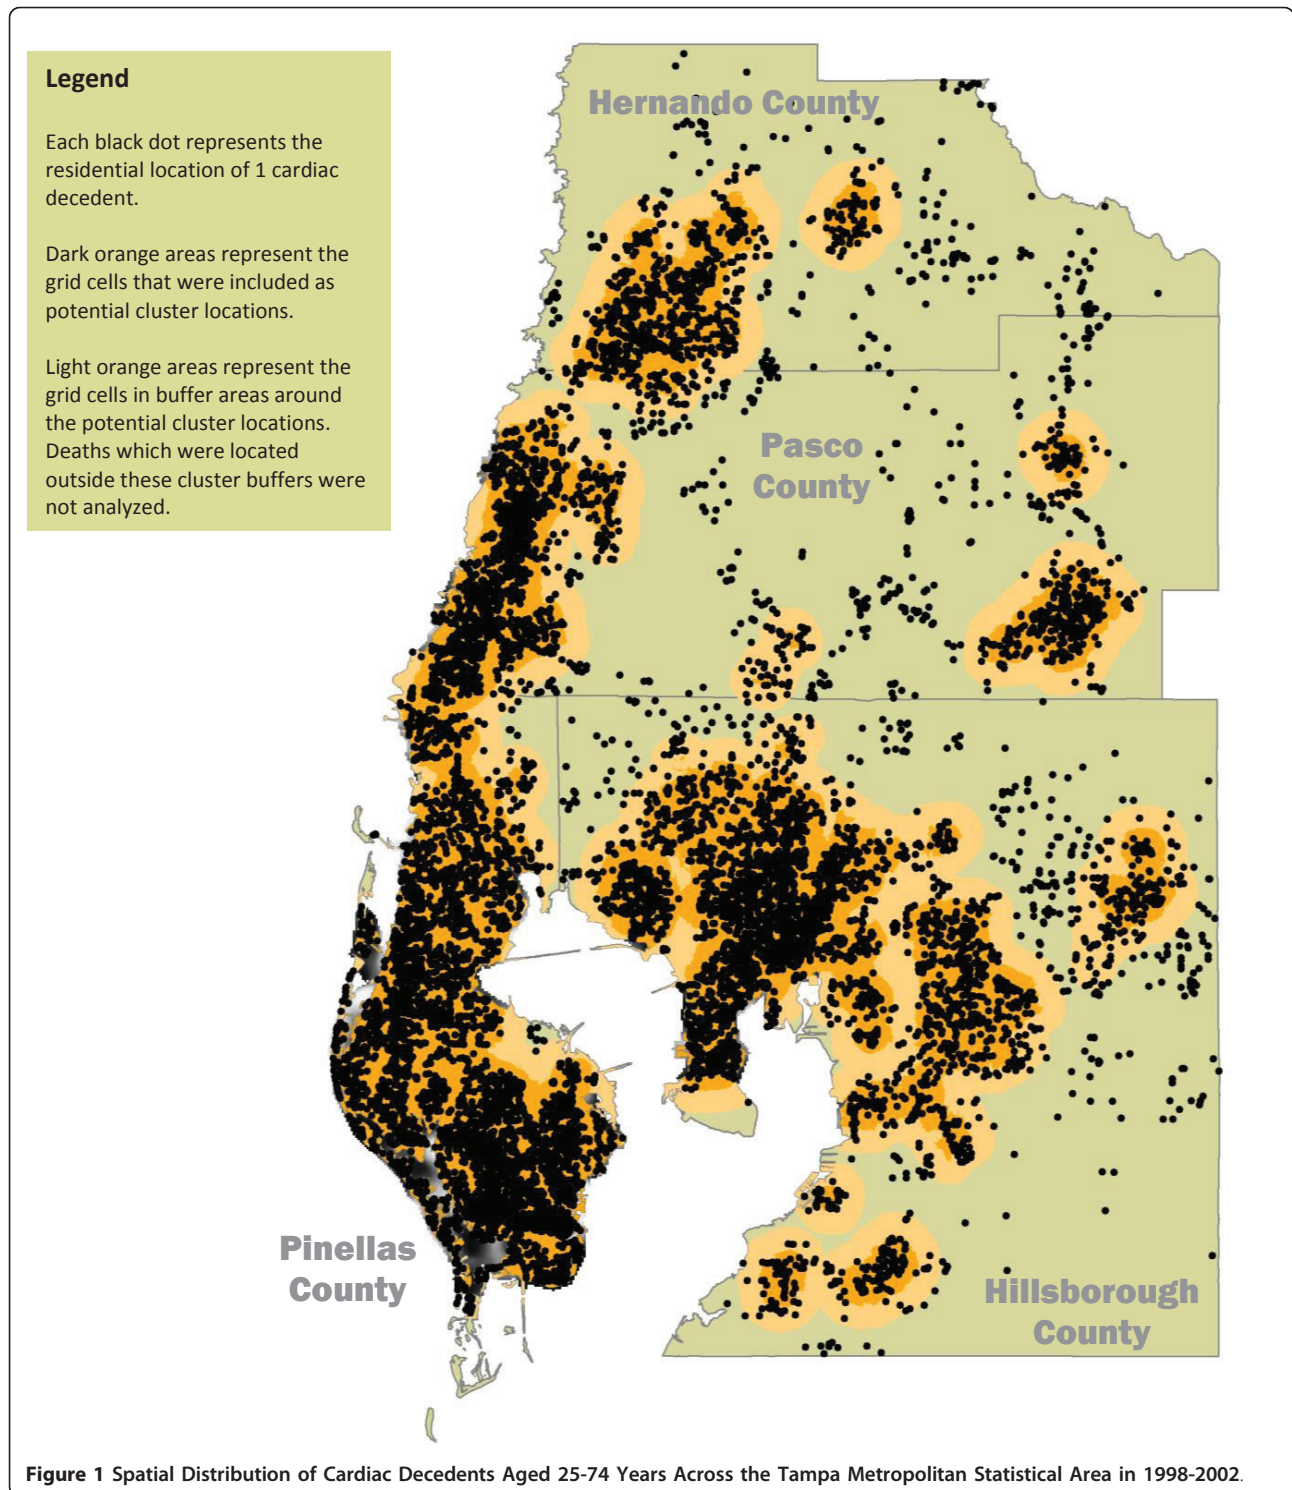 Legend
Each black dot represents the
residential location of 1 cardiac
decedent.
Dark orange areas represent the
grid cells that were included as
potential cluster locations.
Light orange areas represent the
grid cells in buffer areas around
the potential cluster locations.
Deaths which were located
outside these cluster buffers were
not analyzed.
Hernando County
Pasco
County
Pinellas
County
Hillsborough
County
Figure 1 Spatial Distribution of Cardiac Decedents Aged 25-74 Years Across the Tampa Metropolitan Statistical Area in 1998-2002.